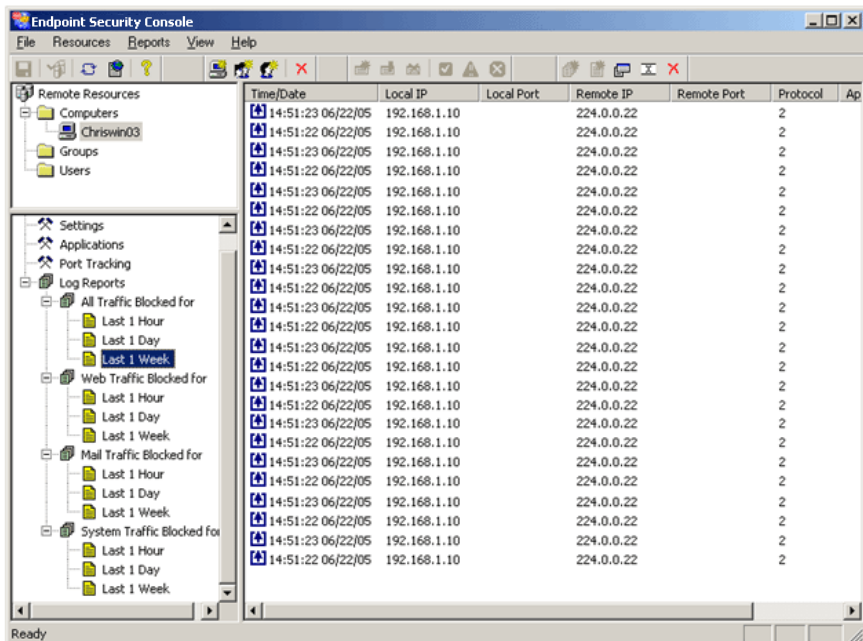 Endpoint Security Console
File Resources Reports View Help
Remote Resources
Computers
Chriswin03
Groups
Users
Settings
Applications
Port Tracking
Log Reports
All Traffic Blocked for
Last 1 Hour
Last 1 Day
Last 1 Week
Web Traffic Blocked for
Last 1 Hour
Last 1 Day
Last 1 Week
Mail Traffic Blocked for
Last 1 Hour
Last 1 Day
Last 1 Week
System Traffic Blocked for
Last 1 Hour
Last 1 Day
Last 1 Week
Time/Date Local IP Local Port Remote IP Remote Port Protocol Ap
14:51:23 06/22/05 192.168.1.10 224.0.0.22 2
14:51:22 06/22/05 192.168.1.10 224.0.0.22 2
14:51:23 06/22/05 192.168.1.10 224.0.0.22 2
14:51:22 06/22/05 192.168.1.10 224.0.0.22 2
14:51:23 06/22/05 192.168.1.10 224.0.0.22 2
14:51:22 06/22/05 192.168.1.10 224.0.0.22 2
14:51:23 06/22/05 192.168.1.10 224.0.0.22 2
14:51:22 06/22/05 192.168.1.10 224.0.0.22 2
14:51:23 06/22/05 192.168.1.10 224.0.0.22 2
14:51:22 06/22/05 192.168.1.10 224.0.0.22 2
14:51:23 06/22/05 192.168.1.10 224.0.0.22 2
14:51:22 06/22/05 192.168.1.10 224.0.0.22 2
14:51:23 06/22/05 192.168.1.10 224.0.0.22 2
14:51:22 06/22/05 192.168.1.10 224.0.0.22 2
14:51:23 06/22/05 192.168.1.10 224.0.0.22 2
14:51:22 06/22/05 192.168.1.10 224.0.0.22 2
14:51:23 06/22/05 192.168.1.10 224.0.0.22 2
14:51:22 06/22/05 192.168.1.10 224.0.0.22 2
14:51:23 06/22/05 192.168.1.10 224.0.0.22 2
14:51:22 06/22/05 192.168.1.10 224.0.0.22 2
14:51:23 06/22/05 192.168.1.10 224.0.0.22 2
14:51:22 06/22/05 192.168.1.10 224.0.0.22 2
14:51:23 06/22/05 192.168.1.10 224.0.0.22 2
14:51:22 06/22/05 192.168.1.10 224.0.0.22 2
Ready